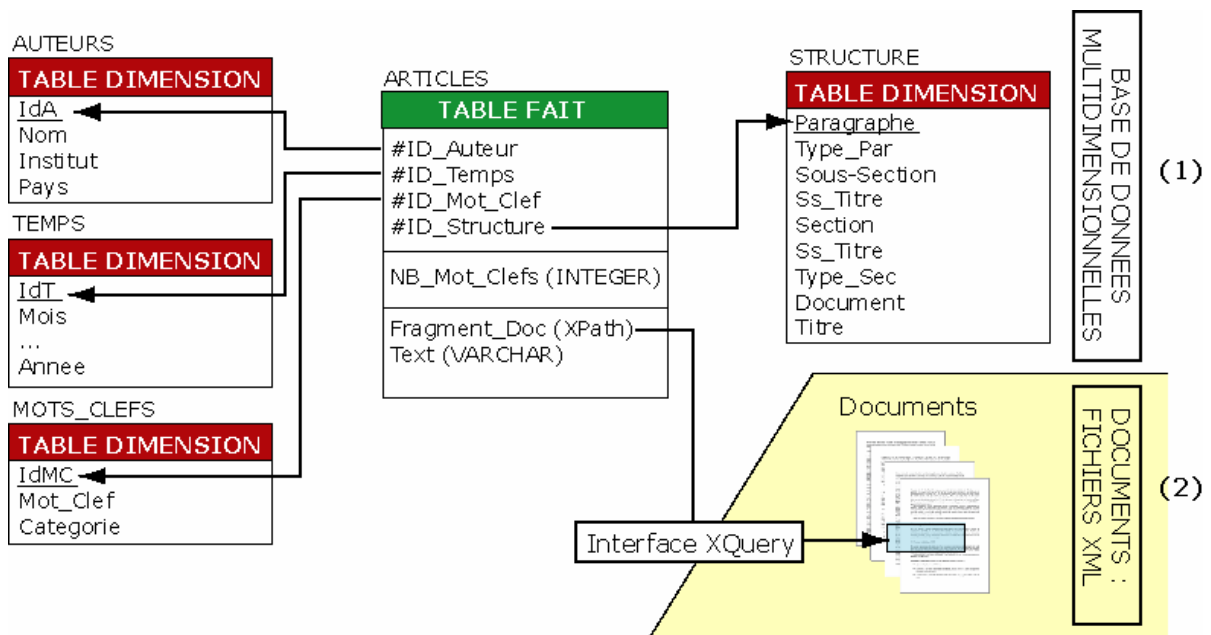 AUTEURS
TABLE DIMENSION
IdA
Nom
Institut
Pays
TEMPS
TABLE DIMENSION
IdT
Mois
...
Annee
MOTS_CLEFS
TABLE DIMENSION
IdMC
Mot_Clef
Categorie
ARTICLES
TABLE FAIT
#ID_Auteur
#ID_Temps
#ID_Mot_Clef
#ID_Structure
NB_Mot_Clefs (INTEGER)
Fragment_Doc (XPath)
Text (VARCHAR)
STRUCTURE
TABLE DIMENSION
Paragraphe
Type_Par
Sous-Section
Ss_Titre
Section
Ss_Titre
Type_Sec
Document
Titre
BASE DE DONNEES
MULTIDIMENSIONNELLES
(1)
Documents
Interface XQuery
DOCUMENTS :
FICHIERS XML
(2)